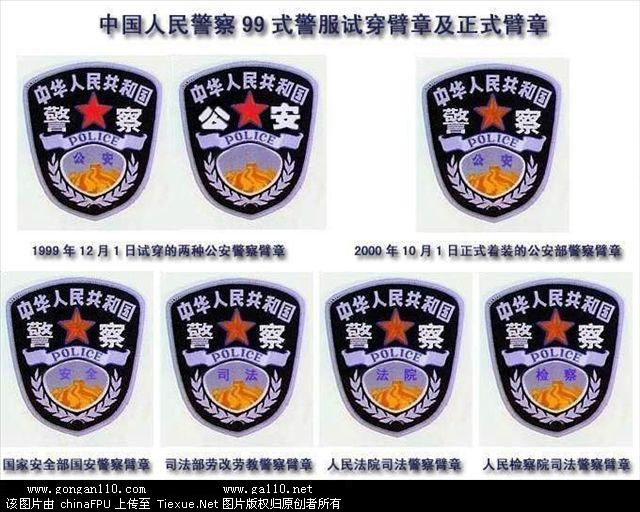 中国人民警察 99 式警服试穿臂章及正式臂章
中华人民共和国
警 察
POLICE
公 安
中华人民共和国
公 安
POLICE
中华人民共和国
警 察
POLICE
公 安
1999 年 12 月 1 日试穿的两种公安警察臂章
2000 年 10 月 1 日正式着装的公安部警察臂章
中华人民共和国
警 察
POLICE
安 全
中华人民共和国
警 察
POLICE
司 法
中华人民共和国
警 察
POLICE
法 院
中华人民共和国
警 察
POLICE
检 察
国家安全部国安警察臂章
司法部劳改劳教警察臂章
人民法院司法警察臂章
人民检察院司法警察臂章
www.gongan110.com
www.ga110.net
该图片由 chinaFPU 上传至 Tiexue.Net 图片版权归原创者所有